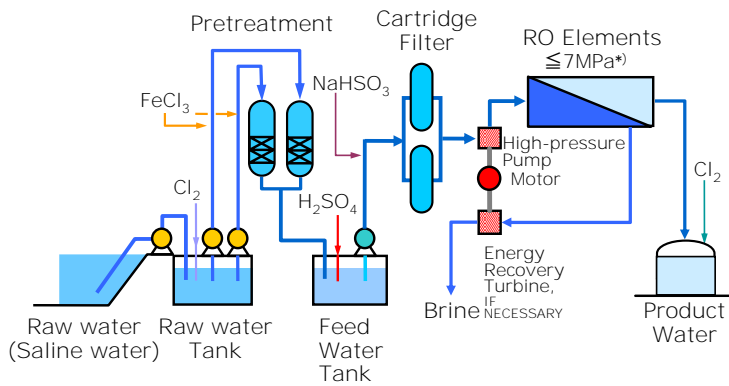 Pretreatment
Cartridge
Filter
RO Elements
≦7MPa*)
NaHSO₃
FeCl₃
High-pressure
Pump
Motor
Cl₂
H₂SO₄
Cl₂
Energy
Recovery
Turbine,
IF
NECESSARY
Brine
Raw water
(Saline water)
Raw water
Tank
Feed
Water
Tank
Product
Water